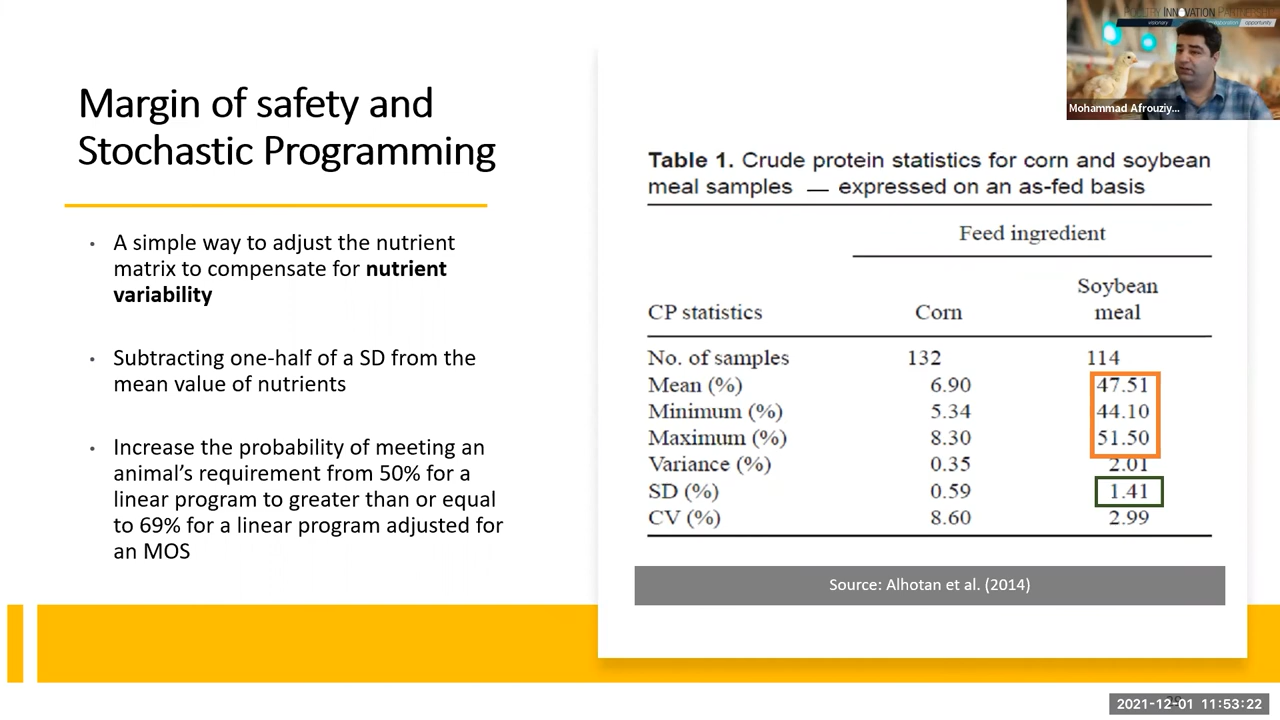 INNOVATION
visionary
opportunity
Mohammad Afrouziy...
Margin of safety and
Stochastic Programming
• A simple way to adjust the nutrient
matrix to compensate for nutrient
variability
• Subtracting one-half of a SD from the
mean value of nutrients
• Increase the probability of meeting an
animal's requirement from 50% for a
linear program to greater than or equal
to 69% for a linear program adjusted for
an MOS
Table 1. Crude protein statistics for corn and soybean
meal samples — expressed on an as-fed basis
Feed ingredient
Soybean
CP statistics Corn meal
No. of samples 132 114
Mean (%) 6.90 47.51
Minimum (%) 5.34 44.10
Maximum (%) 8.30 51.50
Variance (%) 0.35 2.01
SD (%) 0.59 1.41
CV (%) 8.60 2.99
Source: Alhotan et al. (2014)
2021-12-01 11:53:22